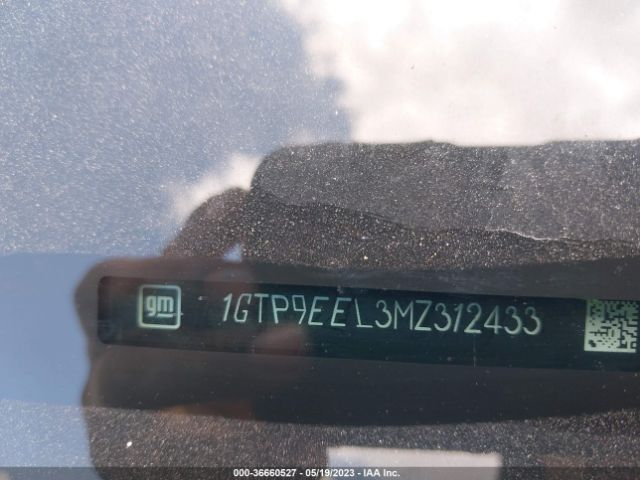 gm 1GTP9EEL3MZ312433
000-36660527 - 05/19/2023 - IAA Inc.